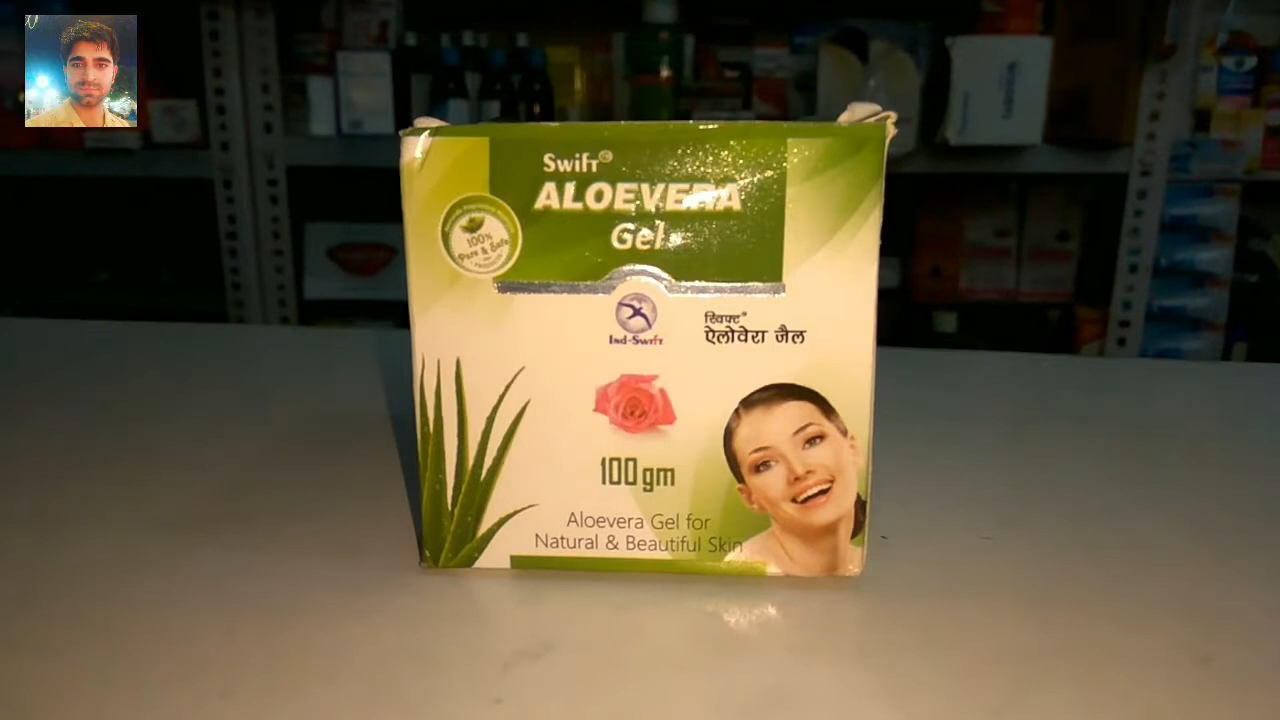 Swift®
ALOEVERA
Gel
100%
Pure & Safe
Ind-Swift
स्विफ्ट®
ऐलोवेरा जैल
100gm
Aloevera Gel for
Natural & Beautiful Skin